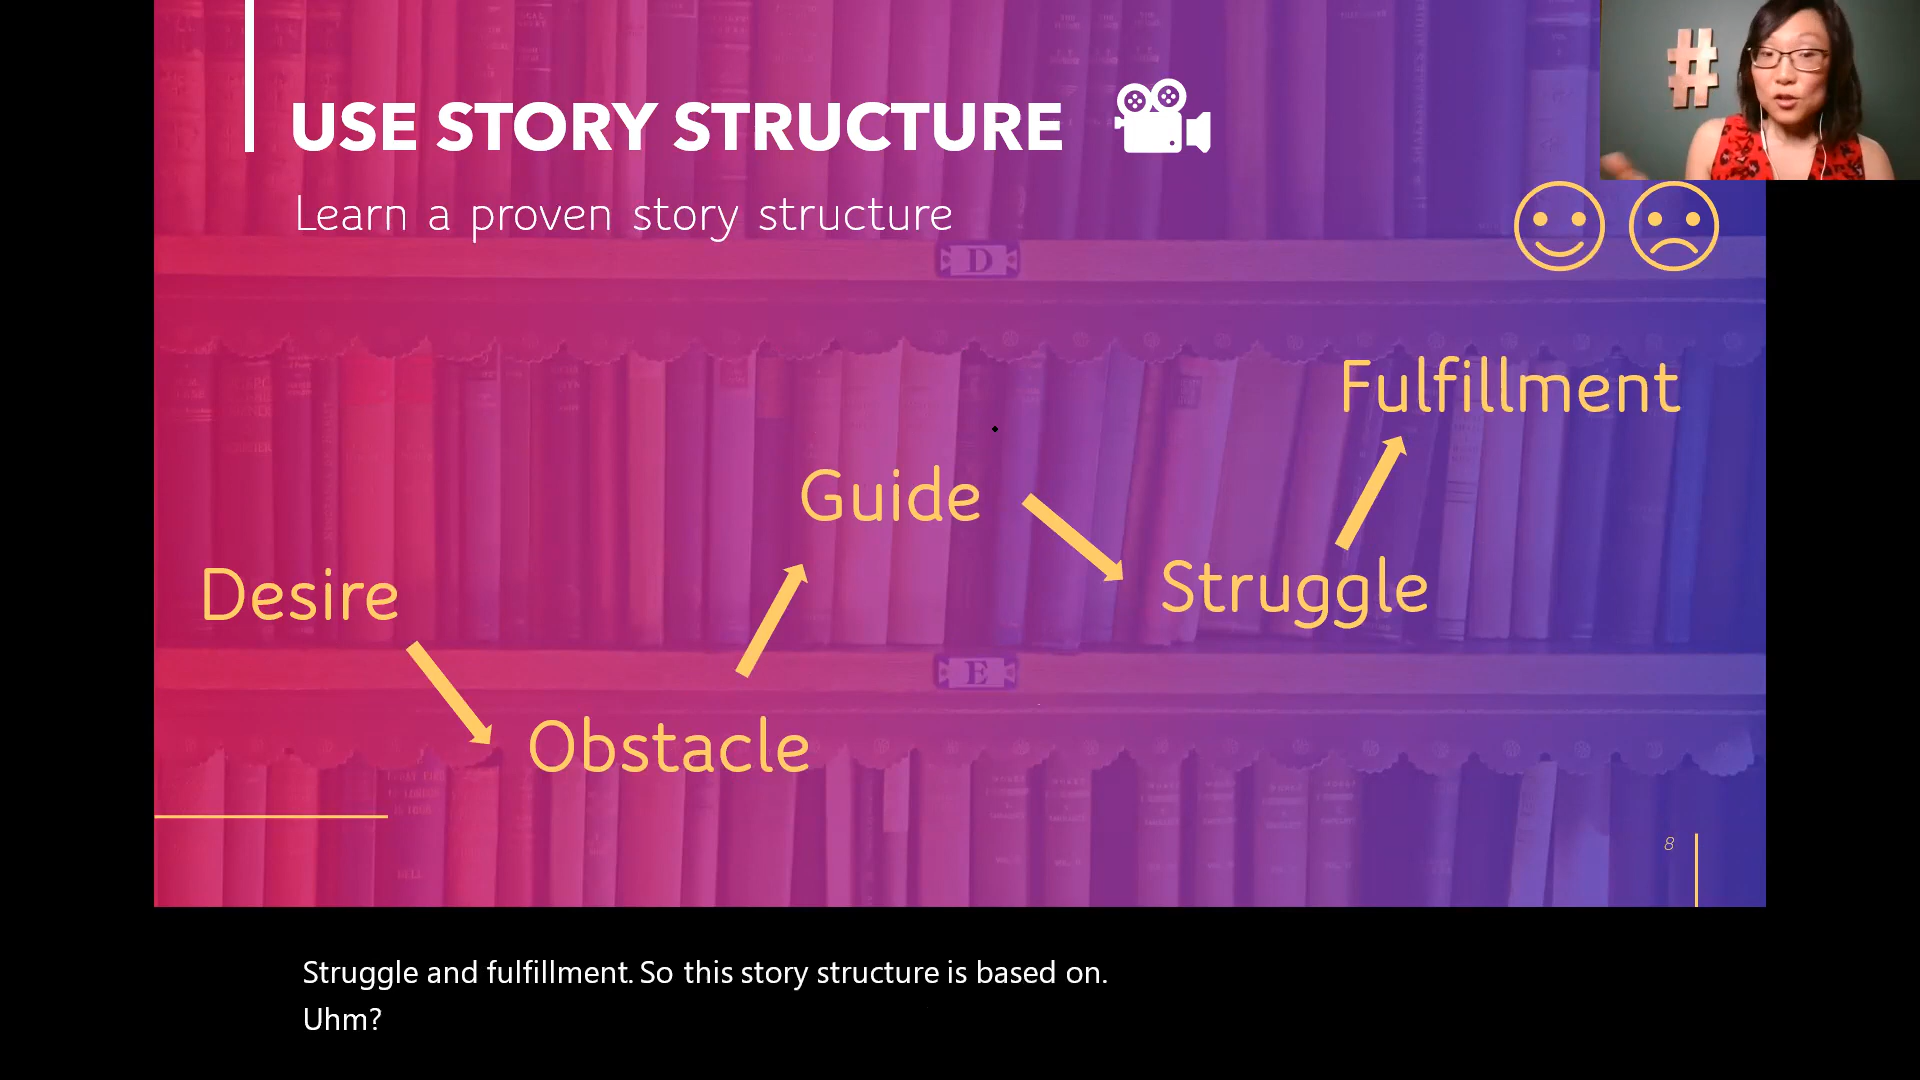 USE STORY STRUCTURE
Learn a proven story structure
#
D
Fulfillment
Guide
Desire
Struggle
E
Obstacle
8
Struggle and fulfillment. So this story structure is based on.
Uhm?